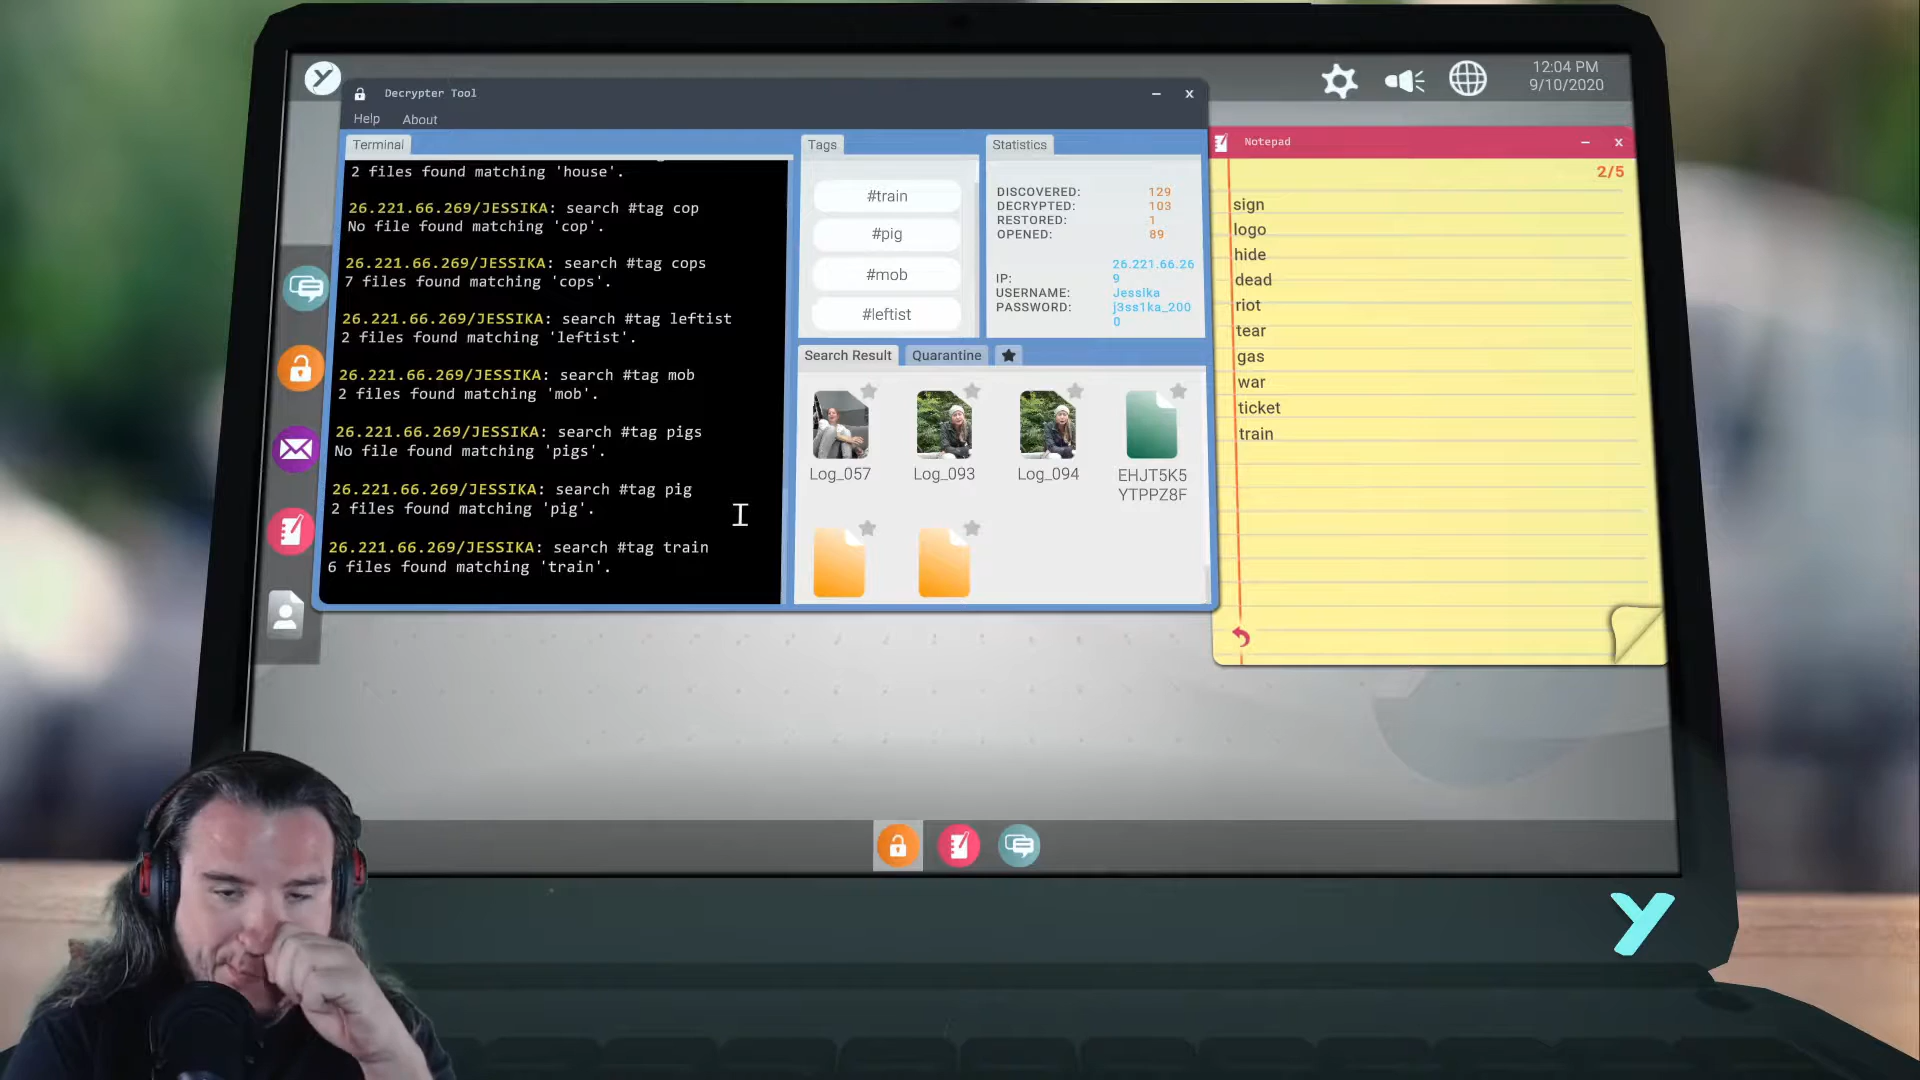 12:04 PM
9/10/2020
Decrypter Tool
Help About
Terminal
2 files found matching 'house'.
26.221.66.269/JESSIKA: search #tag cop
No file found matching 'cop'.
26.221.66.269/JESSIKA: search #tag cops
7 files found matching 'cops'.
26.221.66.269/JESSIKA: search #tag leftist
2 files found matching 'leftist'.
26.221.66.269/JESSIKA: search #tag mob
2 files found matching 'mob'.
26.221.66.269/JESSIKA: search #tag pigs
No file found matching 'pigs'.
26.221.66.269/JESSIKA: search #tag pig
2 files found matching 'pig'.
26.221.66.269/JESSIKA: search #tag train
6 files found matching 'train'.
Tags
#train
#pig
#mob
#leftist
Statistics
DISCOVERED: 129
DECRYPTED: 103
RESTORED: 1
OPENED: 89
IP: 26.221.66.26
9
USERNAME: Jessika
PASSWORD: j3ss1ka_200
0
Search Result Quarantine
Log_057 Log_093 Log_094 EHJT5K5
YTPPZ8F
Notepad
2/5
sign
logo
hide
dead
riot
tear
gas
war
ticket
train